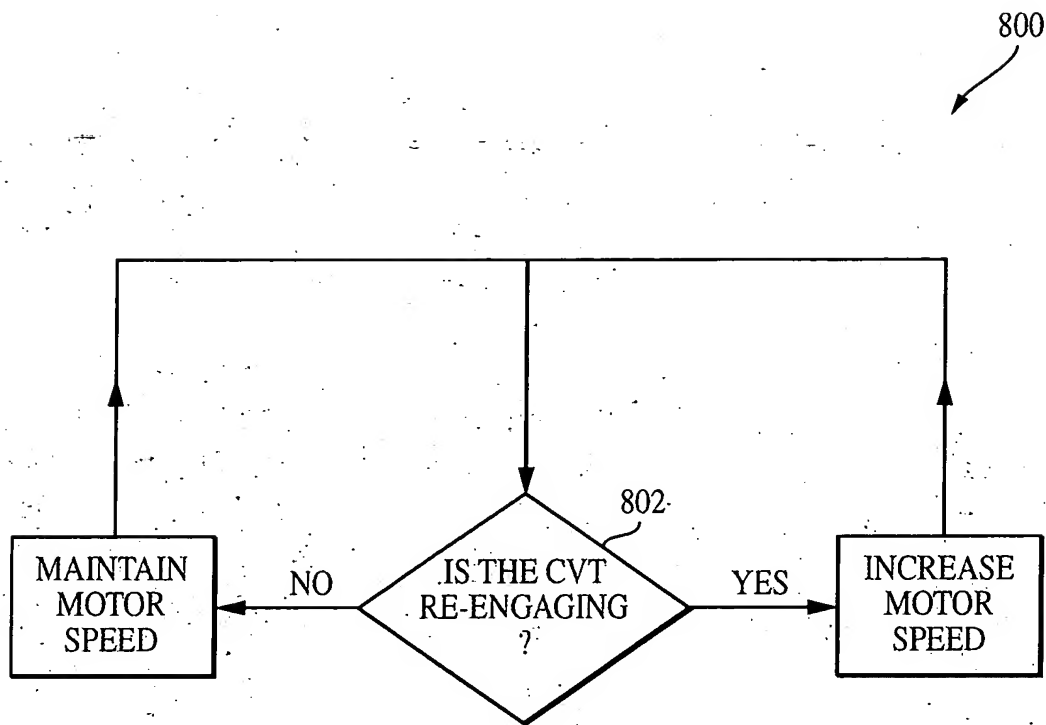 800
802
MAINTAIN
MOTOR
SPEED
NO
IS THE CVT
RE-ENGAGING
?
YES
INCREASE
MOTOR
SPEED